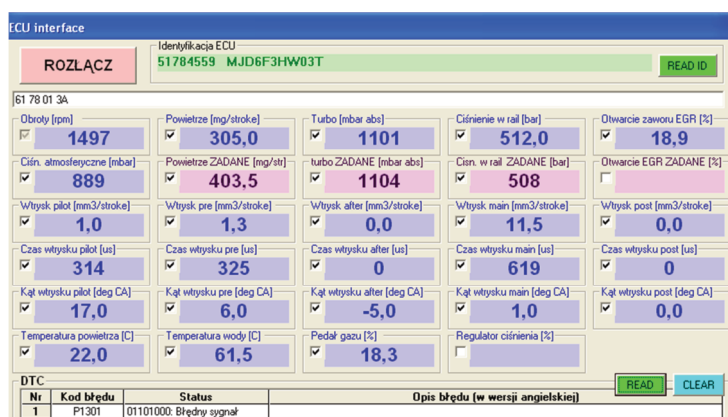 ECU interface
ROZŁĄCZ
Identyfikacja ECU
51784559 MJD6F3HW03T
READ ID
61 78 01 3A
Obroty [rpm] Powietrze [mg/stroke] Turbo [mbar abs] Ciśnienie w rail [bar] Otwarcie zaworu EGR [%]
1497 305,0 1101 512,0 18,9
Ciśn. atmosferyczne [mbar] Powietrze ZADANE [mg/str] turbo ZADANE [mbar abs] Cisn. w rail ZADANE [bar] Otwarcie EGR ZADANE [%]
889 403,5 1104 508
Wtrysk pilot [mm3/stroke] Wtrysk pre [mm3/stroke] Wtrysk after [mm3/stroke] Wtrysk main [mm3/stroke] Wtrysk post [mm3/stroke]
1,0 1,3 0,0 11,5 0,0
Czas wtrysku pilot [us] Czas wtrysku pre [us] Czas wtrysku after [us] Czas wtrysku main [us] Czas wtrysku post [us]
314 325 0 619 0
Kąt wtrysku pilot [deg CA] Kąt wtrysku pre [deg CA] Kąt wtrysku after [deg CA] Kąt wtrysku main [deg CA] Kąt wtrysku post [deg CA]
17,0 6,0 -5,0 1,0 0,0
Temperatura powietrza [C] Temperatura wody [C] Pedał gazu [%] Regulator ciśnienia [%]
22,0 61,5 18,3
DTC READ CLEAR
Nr Kod błędu Status Opis błędu (w wersji angielskiej)
1 P1301 01101000: Błędny sygnał